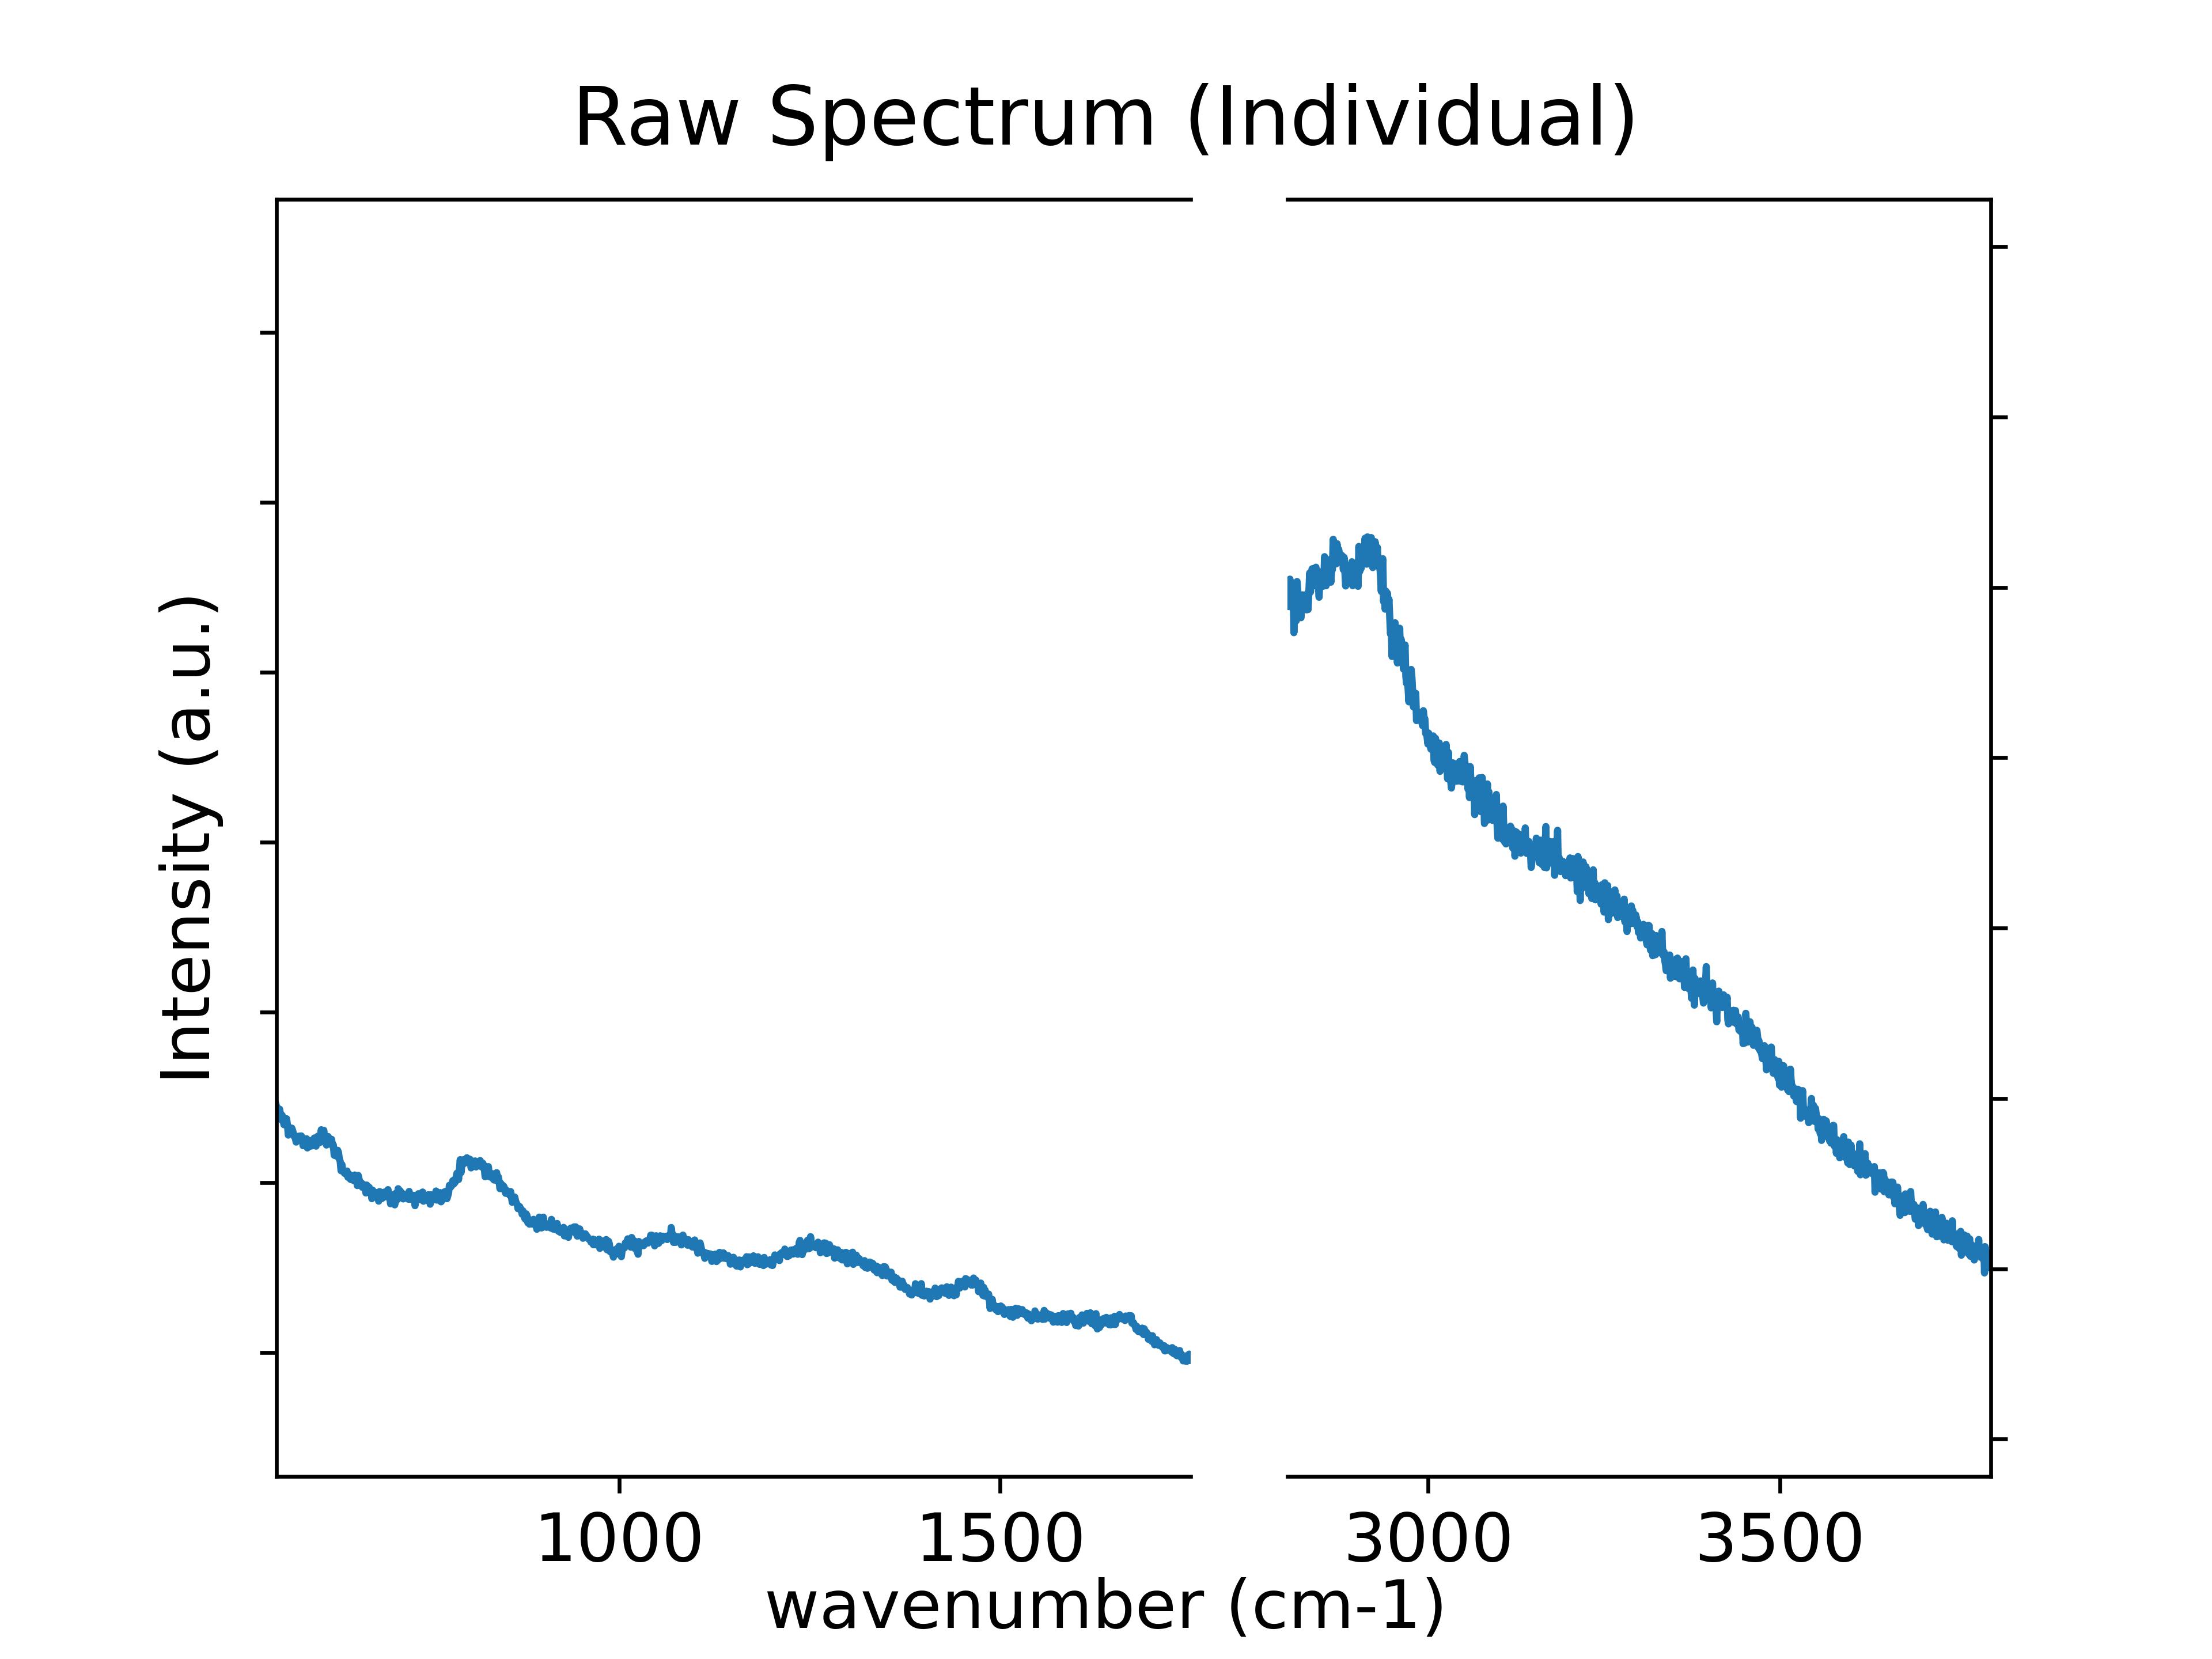 Raw Spectrum (Individual)
Intensity (a.u.)
1000 1500 3000 3500
wavenumber (cm-1)